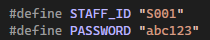 #define STAFF_ID "S001"
#define PASSWORD "abc123"